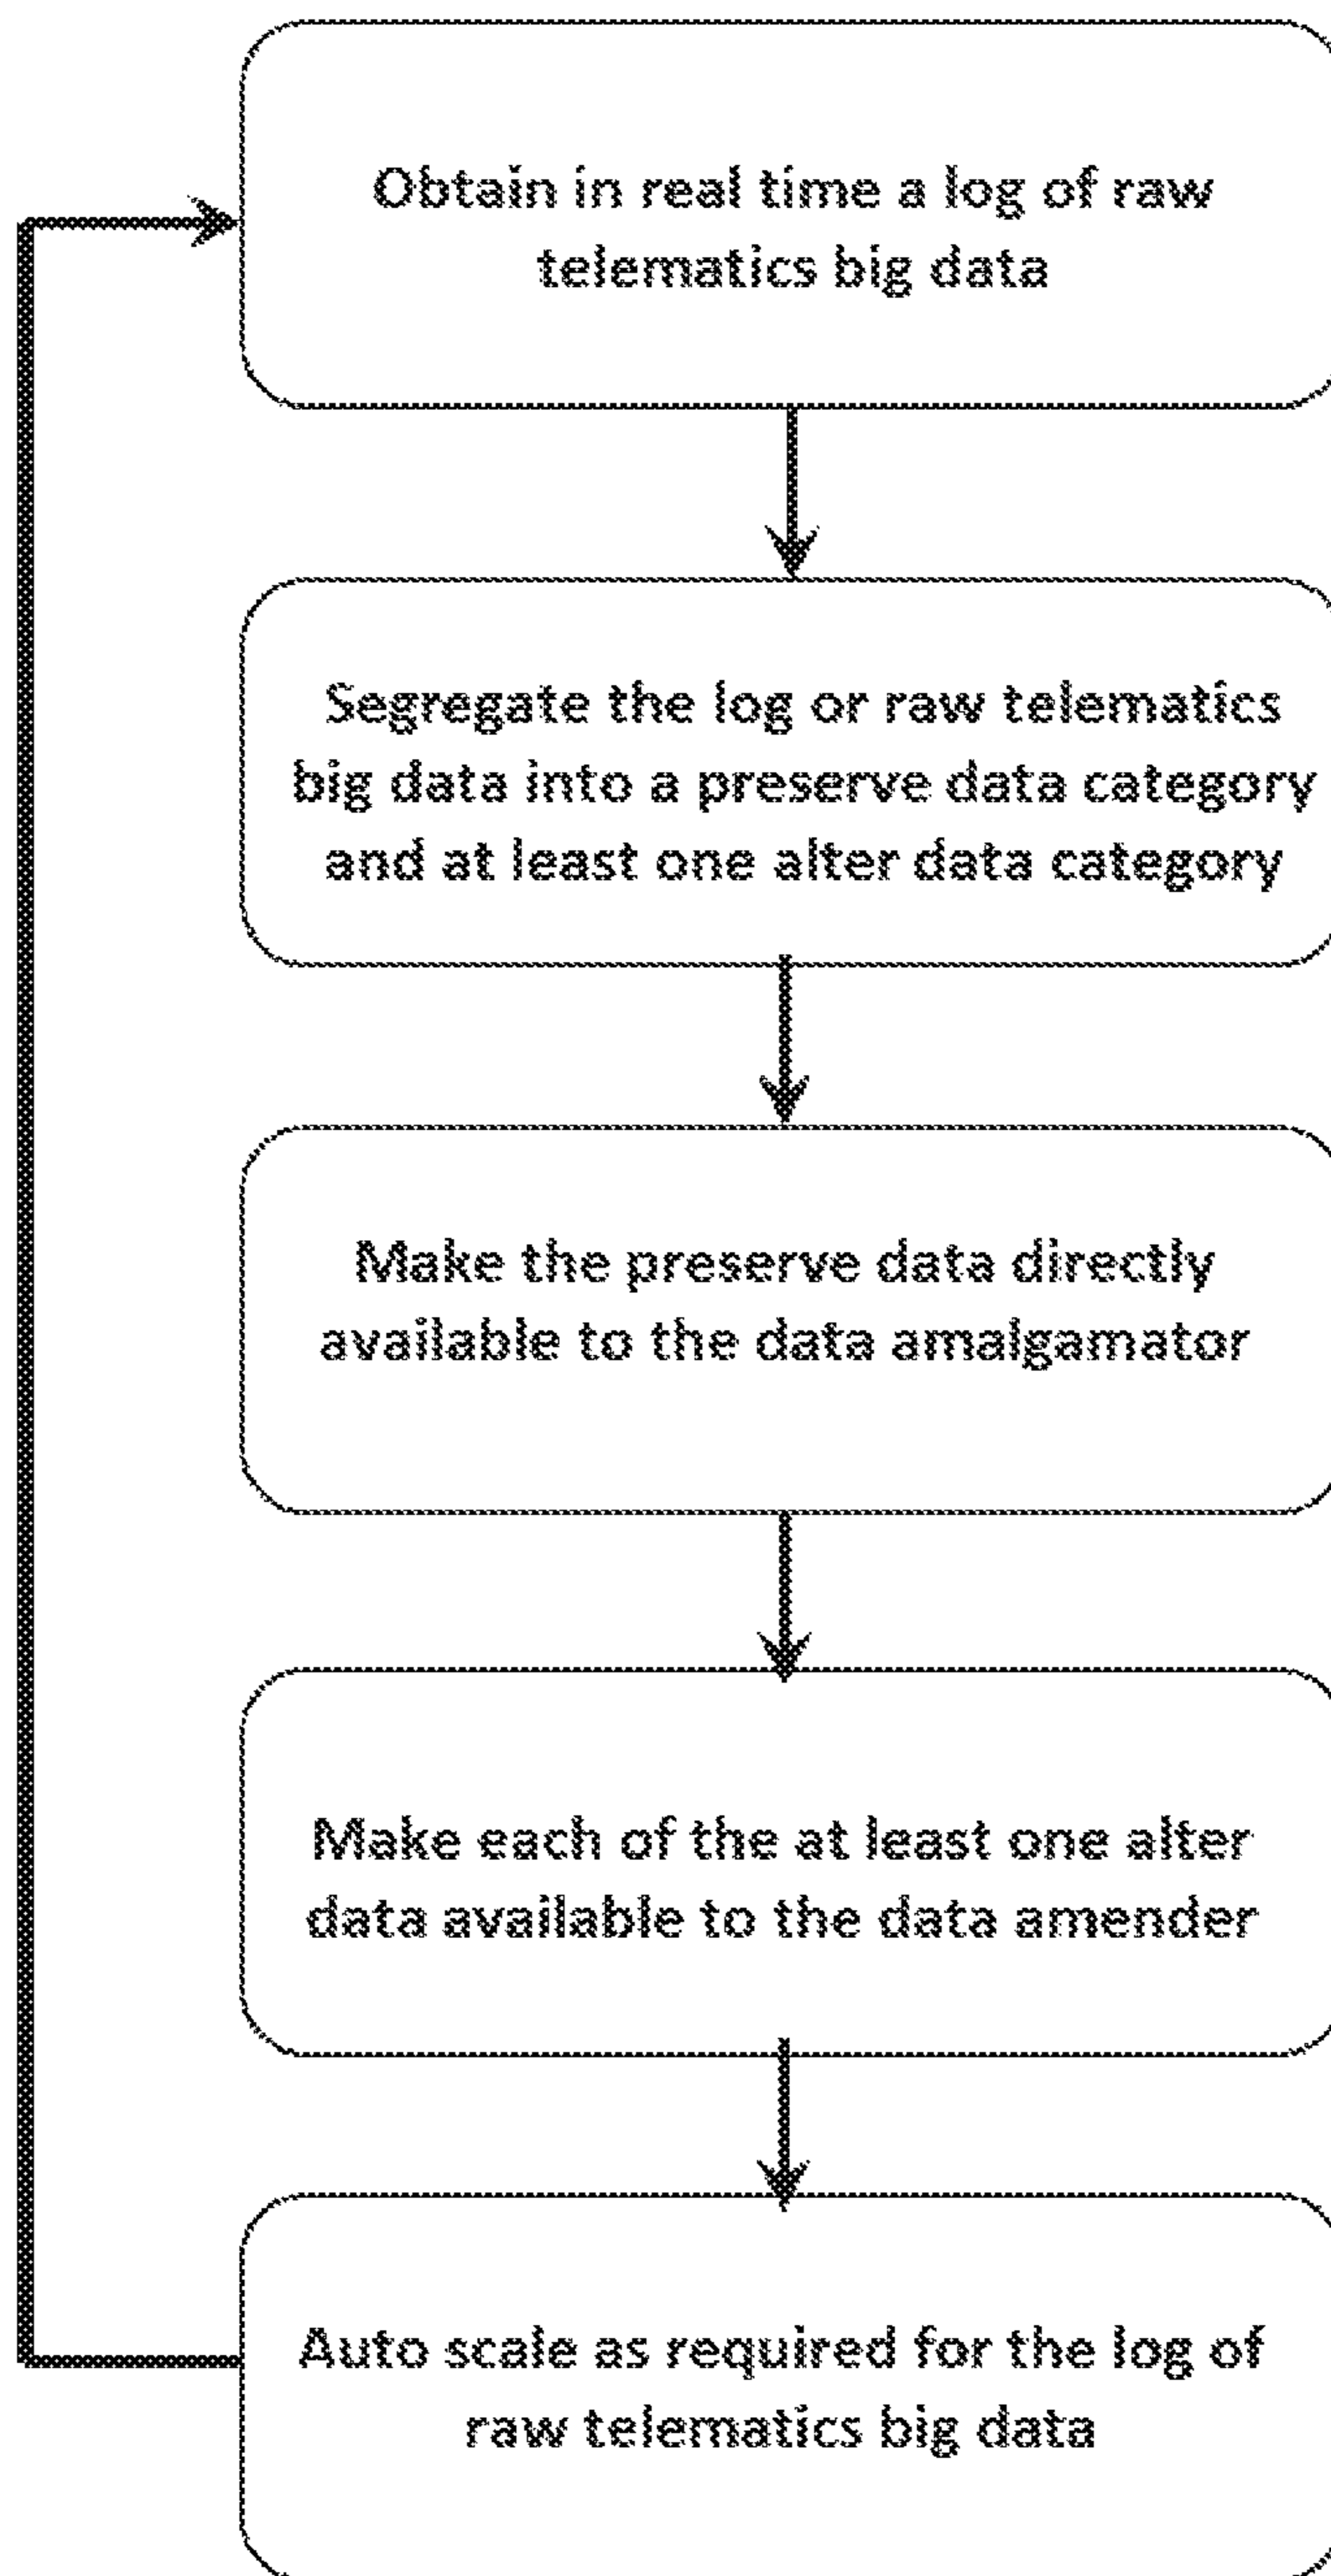 Obtain in real time a log of raw
telematics big data
Segregate the log or raw telematics
big data into a preserve data category
and at least one alter data category
Make the preserve data directly
available to the data amalgamator
Make each of the at least one alter
data available to the data amender
Auto scale as required for the log of
raw telematics big data